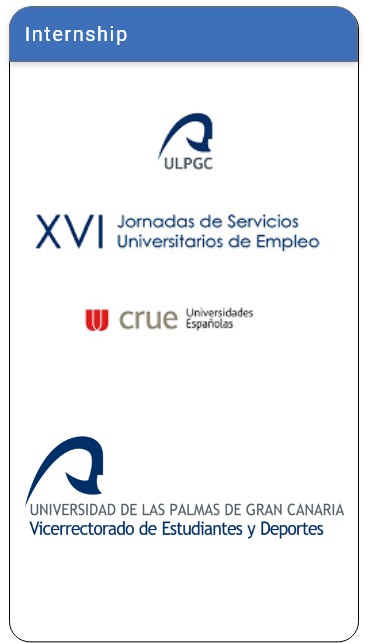 Internship
ULPGC
XVI Jornadas de Servicios
Universitarios de Empleo
crue Universidades
Españolas
UNIVERSIDAD DE LAS PALMAS DE GRAN CANARIA
Vicerrectorado de Estudiantes y Deportes